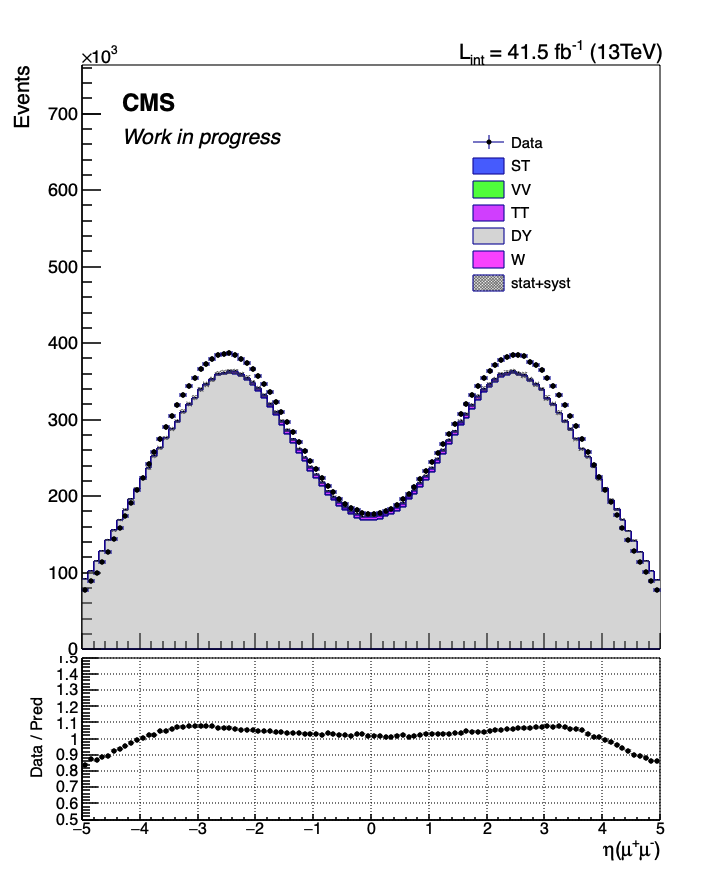 ×10³
L_int = 41.5 fb⁻¹ (13TeV)
Events
CMS
Work in progress
Data
ST
VV
TT
DY
W
stat+syst
700
600
500
400
300
200
100
0
1.5
1.4
1.3
1.2
1.1
1
0.9
0.8
0.7
0.6
0.5
Data / Pred
−5 −4 −3 −2 −1 0 1 2 3 4 5
η(μ⁺μ⁻)